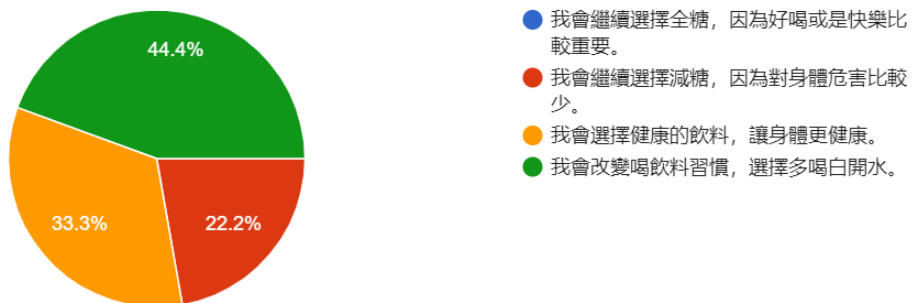 44.4%
33.3%
22.2%
我會繼續選擇全糖，因為好喝或是快樂比
較重要。
我會繼續選擇減糖，因為對身體危害比較
少。
我會選擇健康的飲料，讓身體更健康。
我會改變喝飲料習慣，選擇多喝白開水。